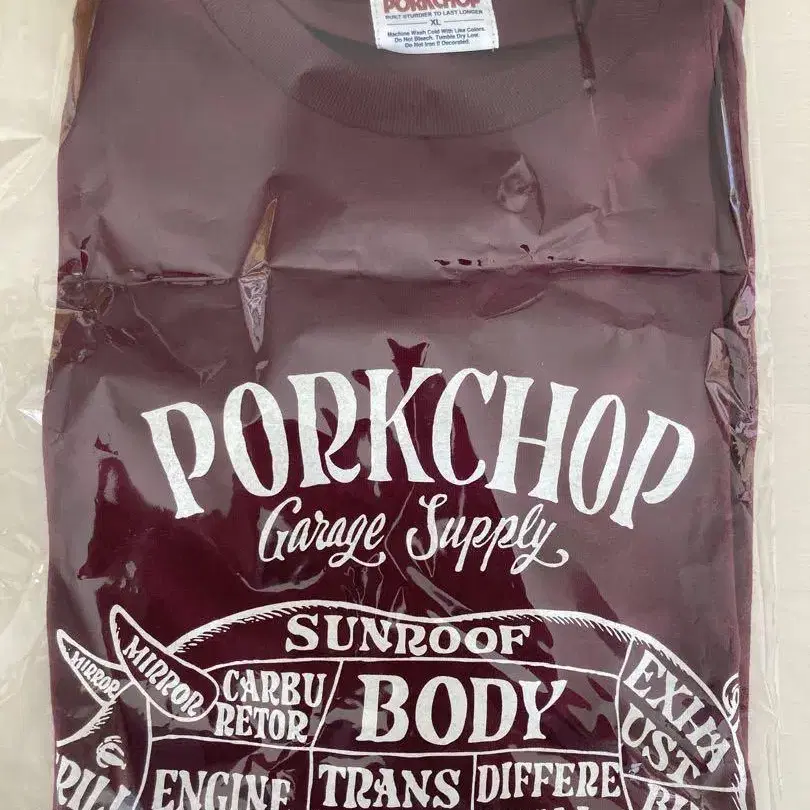 PORKCHOP
BUILT STURDIER TO LAST LONGER
XL
Machine Wash Cold With Like Colors.
Do Not Bleach. Tumble Dry Low.
Do Not Iron If Decorated.
PORKCHOP
Garage Supply
SUNROOF
MIRROR
MIRROR
CARBU
RETOR
BODY
EXHA
UST
ENGINE
TRANS
DIFFERE